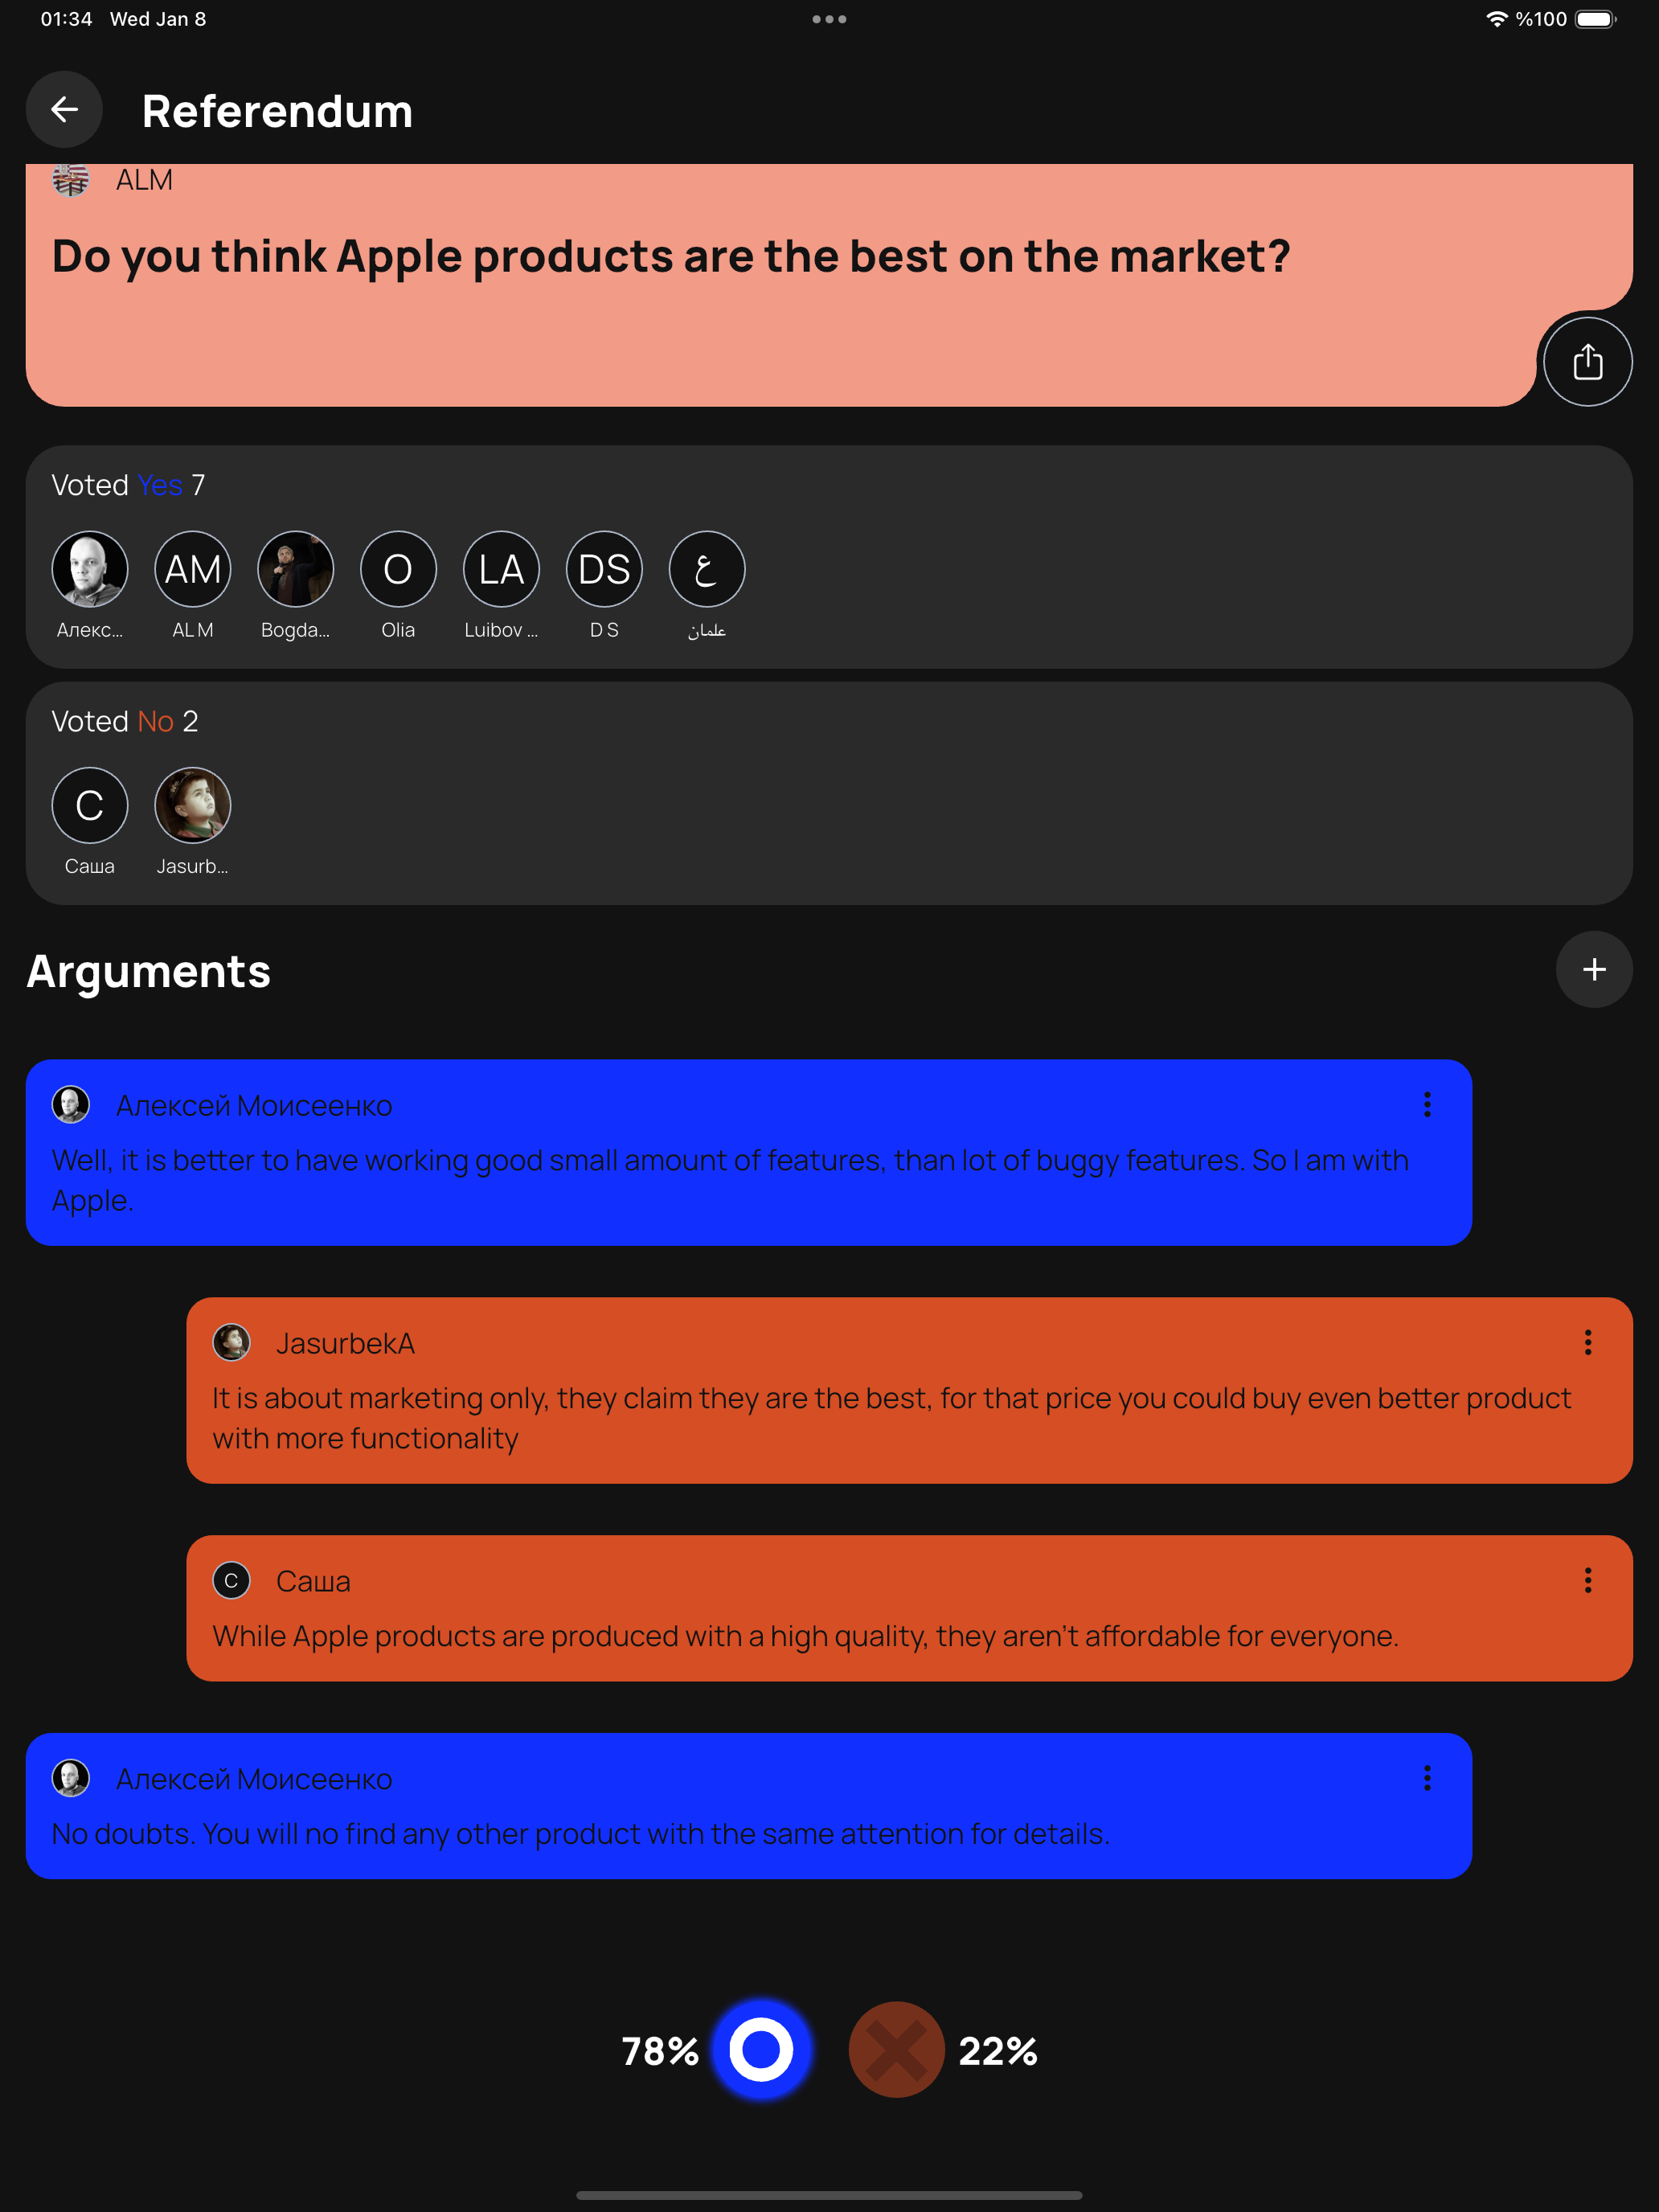 01:34 Wed Jan 8
%100
Referendum
ALM
Do you think Apple products are the best on the market?
Voted Yes 7
AM O LA DS ع
Алекс... AL M Bogda... Olia Luibov ... D S علمان
Voted No 2
С
Саша Jasurb...
Arguments
Алексей Моисеенко
Well, it is better to have working good small amount of features, than lot of buggy features. So I am with
Apple.
JasurbekA
It is about marketing only, they claim they are the best, for that price you could buy even better product
with more functionality
С Саша
While Apple products are produced with a high quality, they aren't affordable for everyone.
Алексей Моисеенко
No doubts. You will no find any other product with the same attention for details.
78% 22%